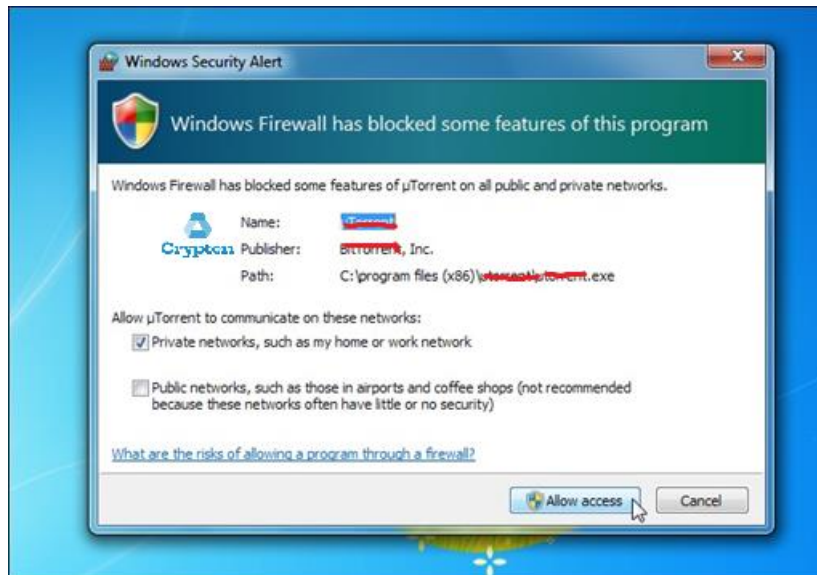 Windows Security Alert
Windows Firewall has blocked some features of this program
Windows Firewall has blocked some features of µTorrent on all public and private networks.
Name: µTorrent
Crypton Publisher: BitTorrent, Inc.
Path: C:\program files (x86)\utorrent\utorrent.exe
Allow µTorrent to communicate on these networks:
Private networks, such as my home or work network
Public networks, such as those in airports and coffee shops (not recommended
because these networks often have little or no security)
What are the risks of allowing a program through a firewall?
Allow access Cancel